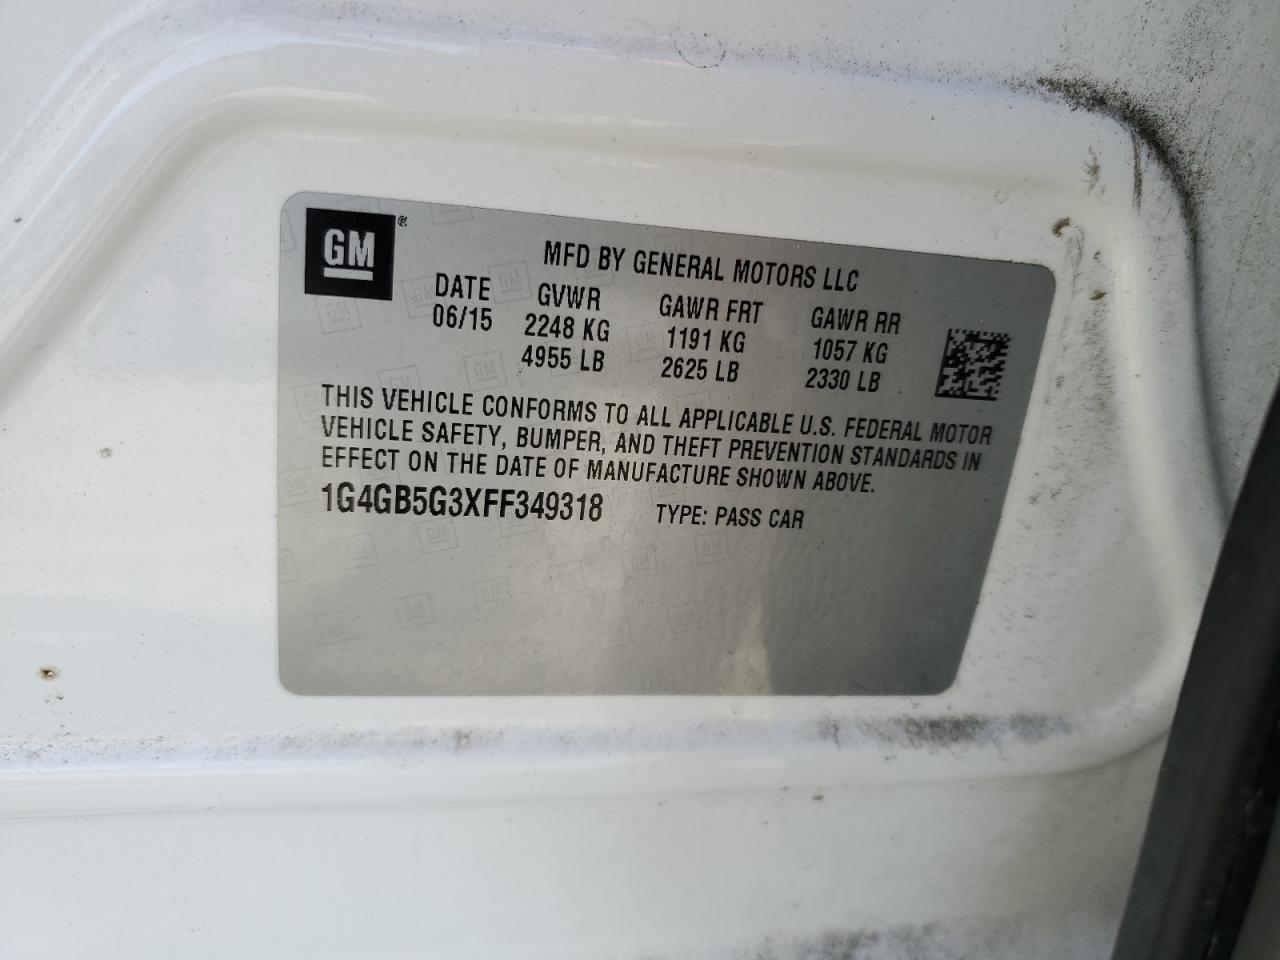 GM®
MFD BY GENERAL MOTORS LLC
DATE GVWR GAWR FRT GAWR RR
06/15 2248 KG 1191 KG 1057 KG
4955 LB 2625 LB 2330 LB
THIS VEHICLE CONFORMS TO ALL APPLICABLE U.S. FEDERAL MOTOR
VEHICLE SAFETY, BUMPER, AND THEFT PREVENTION STANDARDS IN
EFFECT ON THE DATE OF MANUFACTURE SHOWN ABOVE.
1G4GB5G3XFF349318 TYPE: PASS CAR